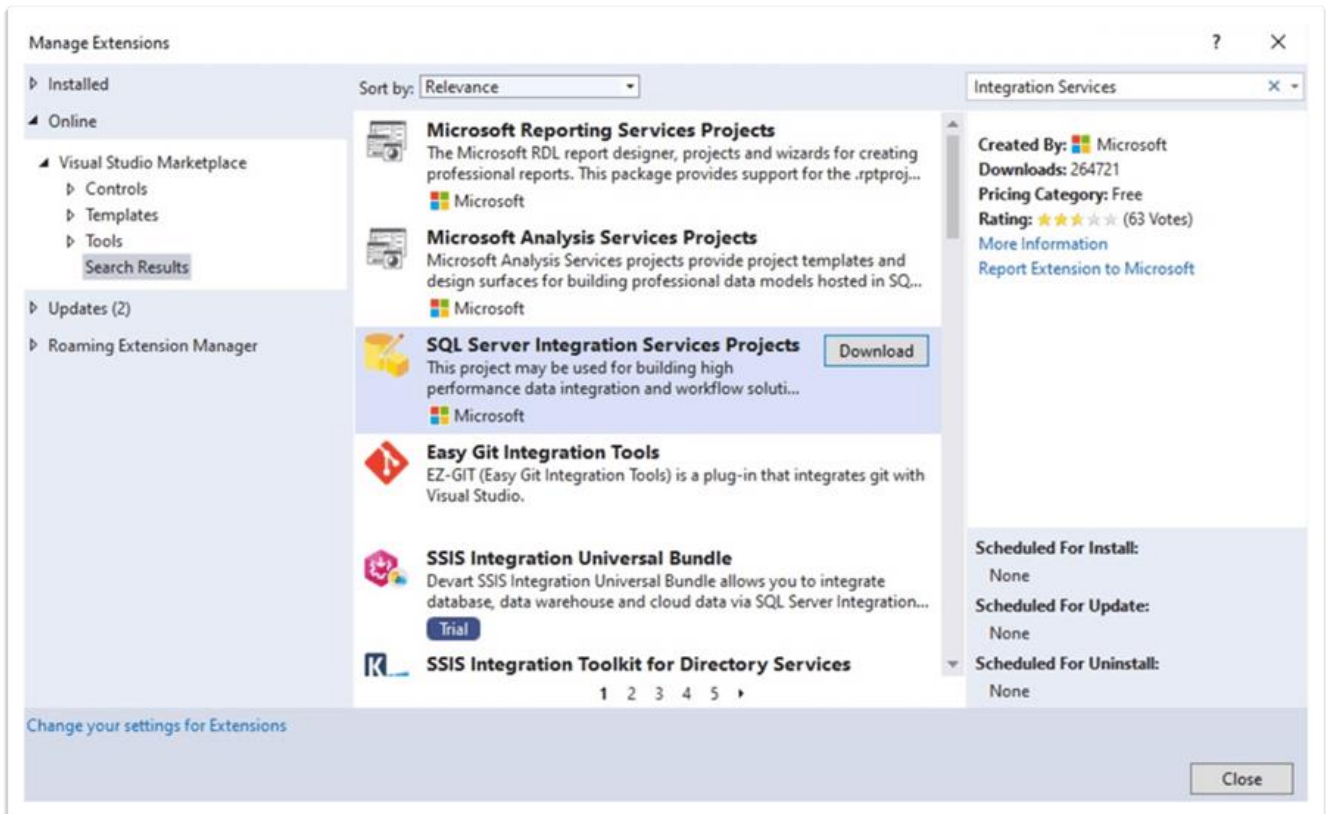 Manage Extensions
?
Installed
Online
Visual Studio Marketplace
Controls
Templates
Tools
Search Results
Updates (2)
Roaming Extension Manager
Sort by: Relevance
Microsoft Reporting Services Projects
The Microsoft RDL report designer, projects and wizards for creating
professional reports. This package provides support for the .rptproj...
Microsoft
Microsoft Analysis Services Projects
Microsoft Analysis Services projects provide project templates and
design surfaces for building professional data models hosted in SQ...
Microsoft
SQL Server Integration Services Projects
Download
This project may be used for building high
performance data integration and workflow soluti...
Microsoft
Easy Git Integration Tools
EZ-GIT (Easy Git Integration Tools) is a plug-in that integrates git with
Visual Studio.
SSIS Integration Universal Bundle
Devart SSIS Integration Universal Bundle allows you to integrate
database, data warehouse and cloud data via SQL Server Integration...
Trial
K
SSIS Integration Toolkit for Directory Services
1 2 3 4 5
Integration Services
Created By: Microsoft
Downloads: 264721
Pricing Category: Free
Rating: (63 Votes)
More Information
Report Extension to Microsoft
Scheduled For Install:
None
Scheduled For Update:
None
Scheduled For Uninstall:
None
Change your settings for Extensions
Close